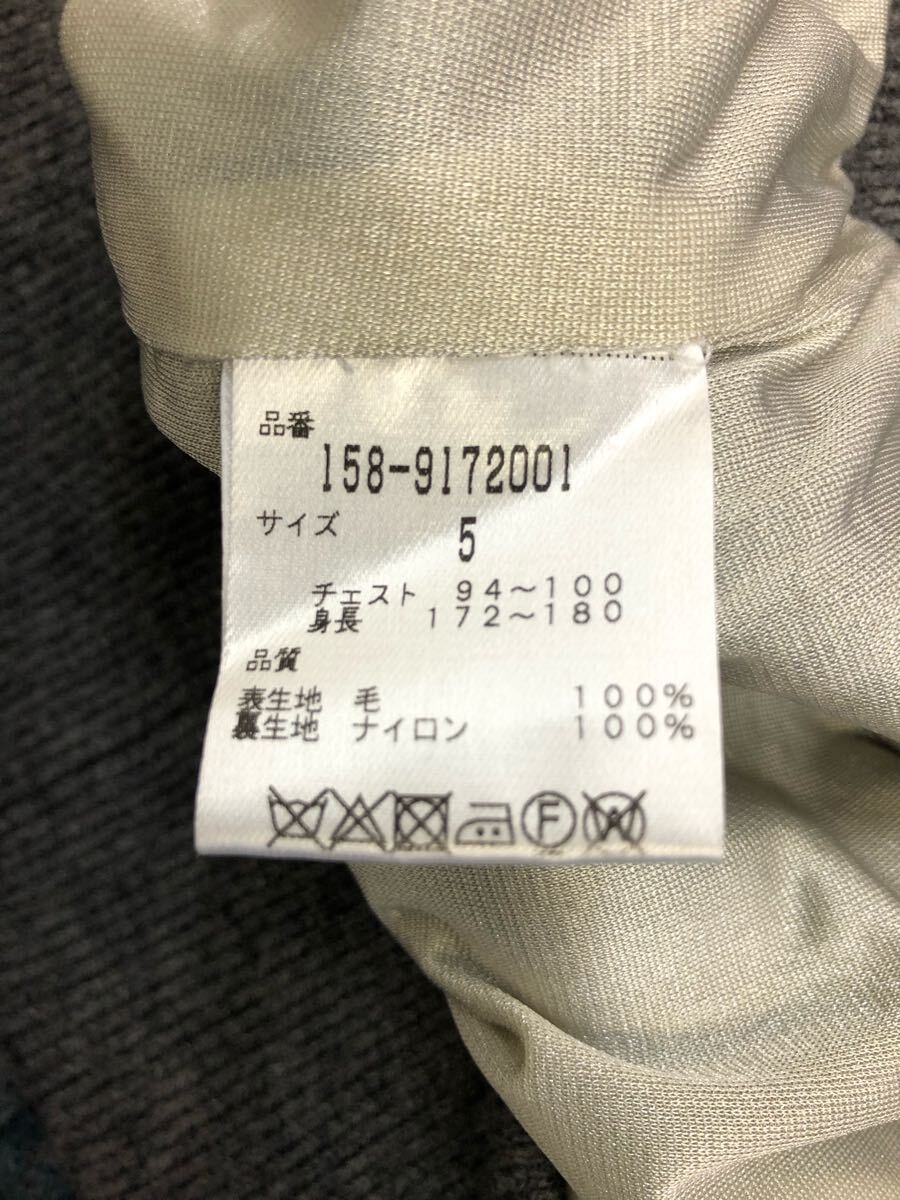 品番
158-9172001
サイズ
5
チェスト 94～100
身長 172～180
品質
表生地 毛 100%
裏生地 ナイロン 100%
F W